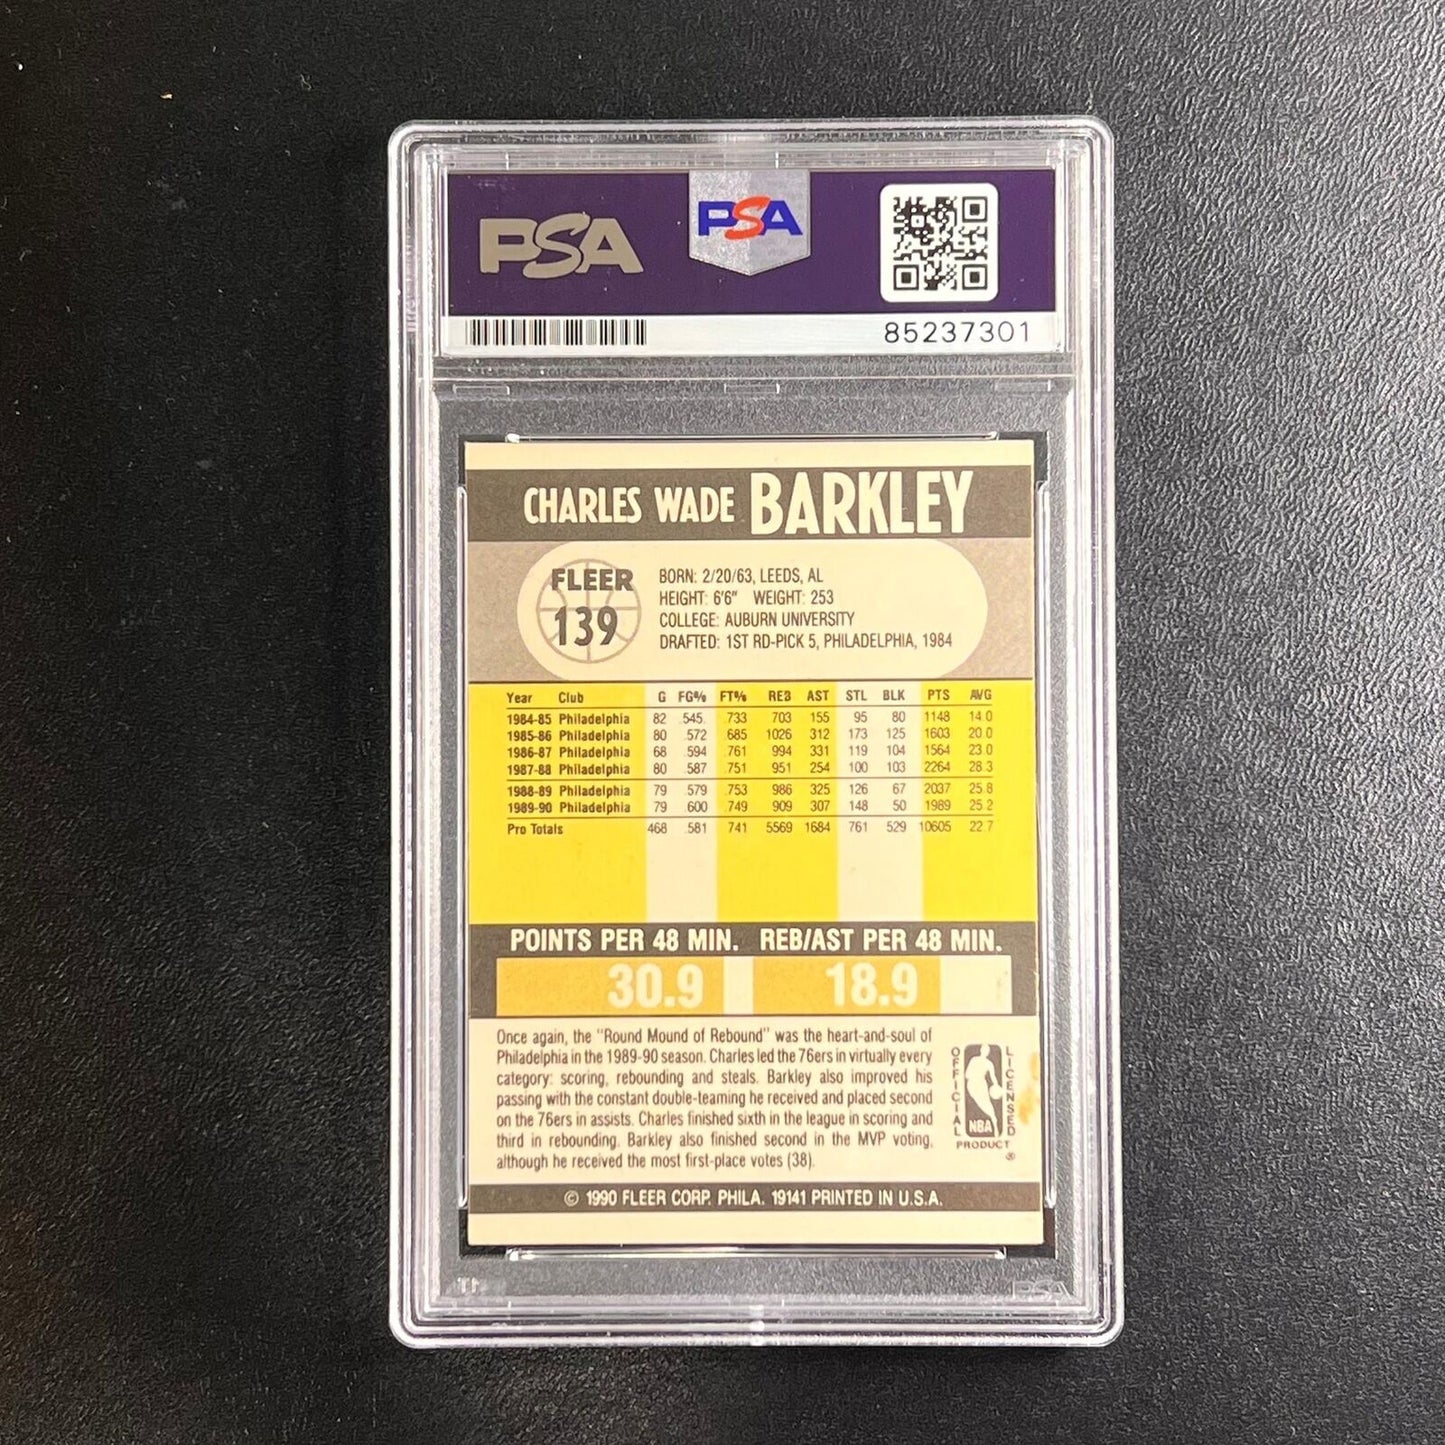 PSA
PSA
85237301
CHARLES WADE BARKLEY
FLEER
139
BORN: 2/20/63, LEEDS, AL
HEIGHT: 6'6" WEIGHT: 253
COLLEGE: AUBURN UNIVERSITY
DRAFTED: 1ST RD-PICK 5, PHILADELPHIA, 1984
Year Club G FG% FT% REB AST STL BLK PTS AVG
1984-85 Philadelphia 82 .545 .733 703 155 95 80 1148 14.0
1985-86 Philadelphia 80 .572 .685 1026 312 173 125 1603 20.0
1986-87 Philadelphia 68 .594 .761 994 331 119 104 1564 23.0
1987-88 Philadelphia 80 .587 .751 951 254 100 103 2264 28.3
1988-89 Philadelphia 79 .579 .753 986 325 126 67 2037 25.8
1989-90 Philadelphia 79 .600 .749 909 307 148 50 1989 25.2
Pro Totals 468 .581 .741 5569 1684 761 529 10605 22.7
POINTS PER 48 MIN. REB/AST PER 48 MIN.
30.9 18.9
Once again, the "Round Mound of Rebound" was the heart-and-soul of
Philadelphia in the 1989-90 season. Charles led the 76ers in virtually every
category: scoring, rebounding and steals. Barkley also improved his
passing with the constant double-teaming he received and placed second
on the 76ers in assists. Charles finished sixth in the league in scoring and
third in rebounding. Barkley also finished second in the MVP voting,
although he received the most first-place votes (38).
OFFICIAL
LICENSED
NBA
PRODUCT ®
© 1990 FLEER CORP. PHILA. 19141 PRINTED IN U.S.A.
PSA